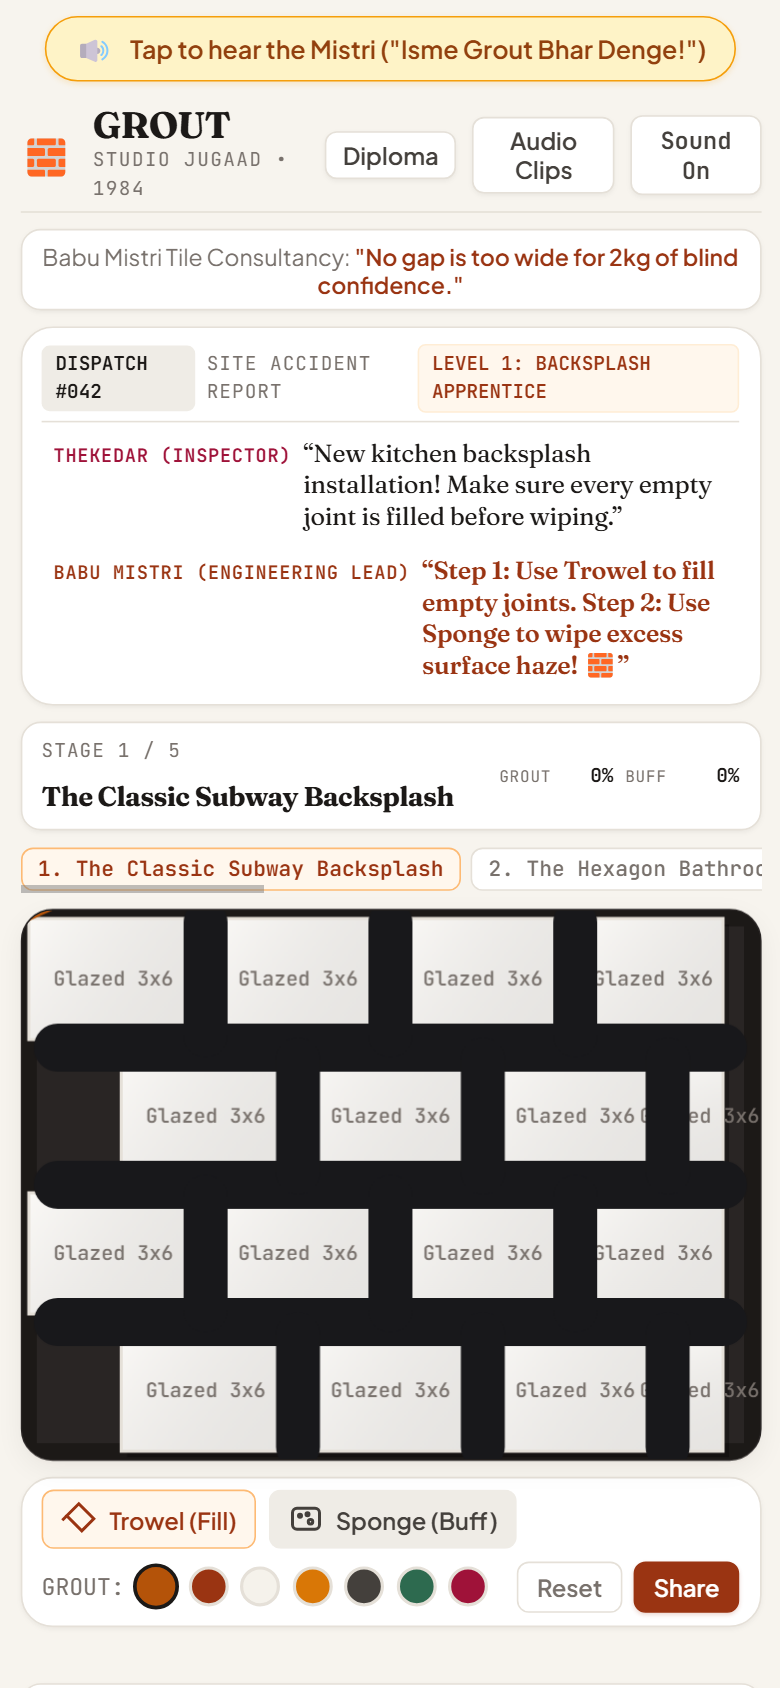 Tap to hear the Mistri ("Isme Grout Bhar Denge!")
GROUT
STUDIO JUGAAD •
1984
Diploma
Audio
Clips
Sound
On
Babu Mistri Tile Consultancy: "No gap is too wide for 2kg of blind
confidence."
DISPATCH
#042
SITE ACCIDENT
REPORT
LEVEL 1: BACKSPLASH
APPRENTICE
THEKEDAR (INSPECTOR) “New kitchen backsplash
installation! Make sure every empty
joint is filled before wiping.”
BABU MISTRI (ENGINEERING LEAD) “Step 1: Use Trowel to fill
empty joints. Step 2: Use
Sponge to wipe excess
surface haze! 🧱”
STAGE 1 / 5
The Classic Subway Backsplash
GROUT 0% BUFF 0%
1. The Classic Subway Backsplash
2. The Hexagon Bathroo
Glazed 3x6 Glazed 3x6 Glazed 3x6 Glazed 3x6
Glazed 3x6 Glazed 3x6 Glazed 3x6 G ed 3x6
Glazed 3x6 Glazed 3x6 Glazed 3x6 Glazed 3x6
Glazed 3x6 Glazed 3x6 Glazed 3x6 G ed 3x6
Trowel (Fill)
Sponge (Buff)
GROUT:
Reset
Share